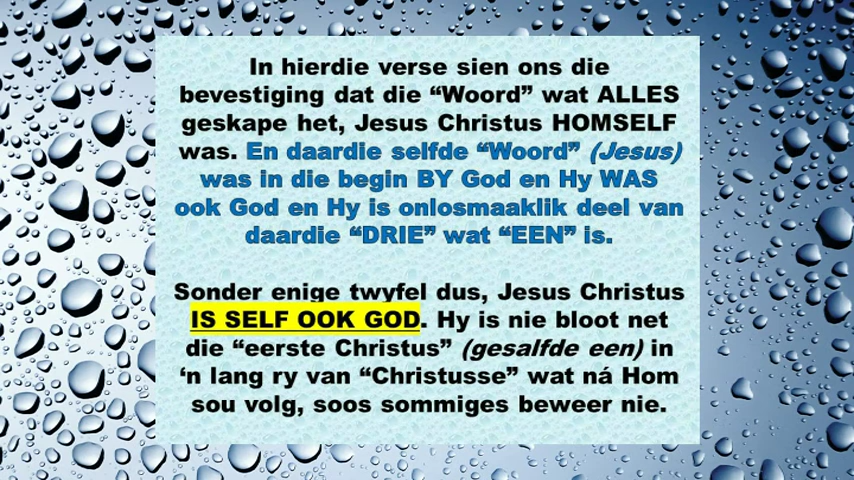 In hierdie verse sien ons die
bevestiging dat die “Woord” wat ALLES
geskape het, Jesus Christus HOMSELF
was. En daardie selfde “Woord” (Jesus)
was in die begin BY God en Hy WAS
ook God en Hy is onlosmaaklik deel van
daardie “DRIE” wat “EEN” is.
Sonder enige twyfel dus, Jesus Christus
IS SELF OOK GOD. Hy is nie bloot net
die “eerste Christus” (gesalfde een) in
‘n lang ry van “Christusse” wat ná Hom
sou volg, soos sommiges beweer nie.